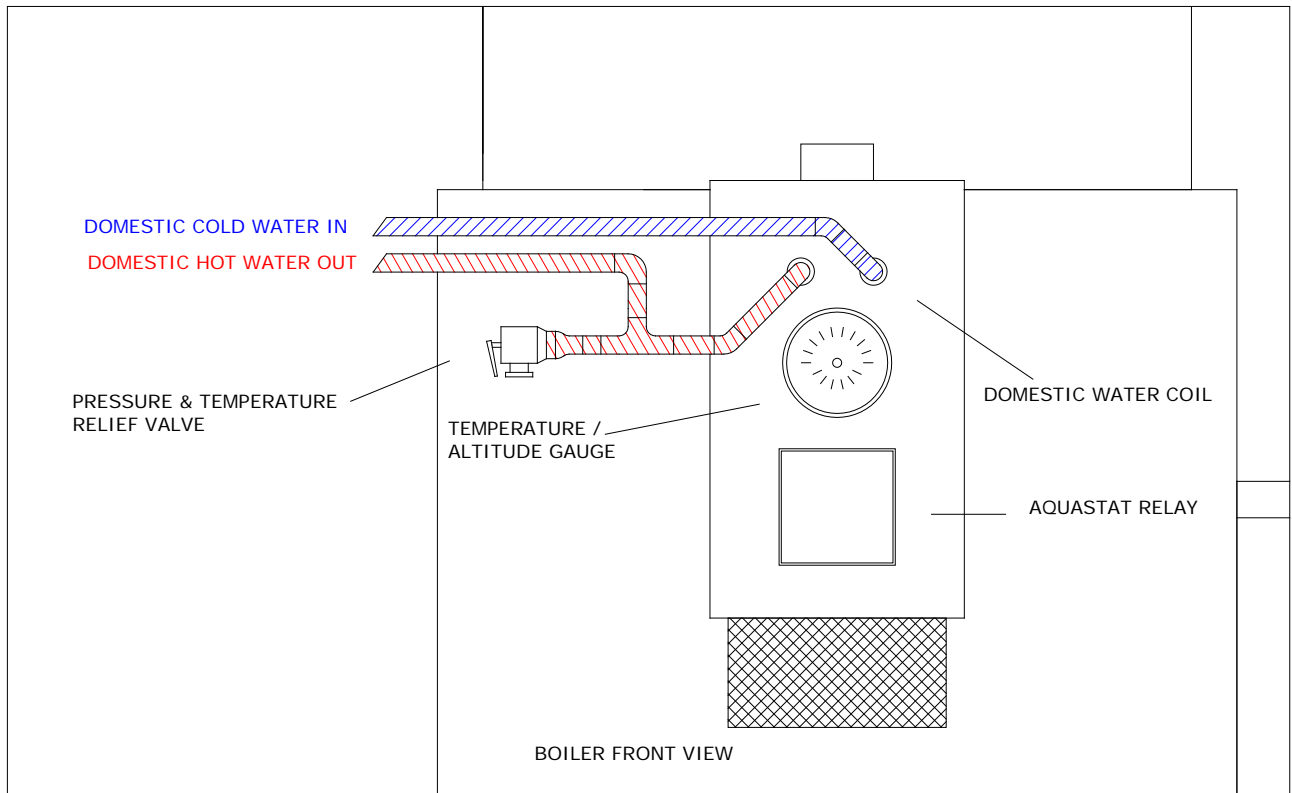 DOMESTIC COLD WATER IN
DOMESTIC HOT WATER OUT
PRESSURE & TEMPERATURE
RELIEF VALVE
TEMPERATURE /
ALTITUDE GAUGE
DOMESTIC WATER COIL
AQUASTAT RELAY
BOILER FRONT VIEW